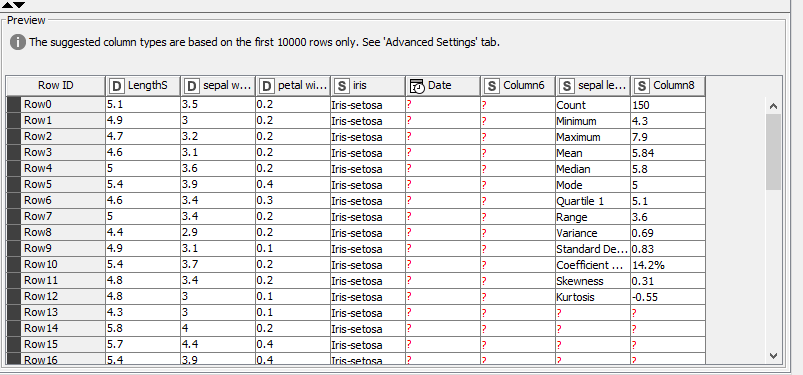 Preview
The suggested column types are based on the first 10000 rows only. See 'Advanced Settings' tab.
Row ID D LengthS D sepal w... D petal wi... S iris Date S Column6 S sepal le... S Column8
Row0 5.1 3.5 0.2 Iris-setosa ? ? Count 150
Row1 4.9 3 0.2 Iris-setosa ? ? Minimum 4.3
Row2 4.7 3.2 0.2 Iris-setosa ? ? Maximum 7.9
Row3 4.6 3.1 0.2 Iris-setosa ? ? Mean 5.84
Row4 5 3.6 0.2 Iris-setosa ? ? Median 5.8
Row5 5.4 3.9 0.4 Iris-setosa ? ? Mode 5
Row6 4.6 3.4 0.3 Iris-setosa ? ? Quartile 1 5.1
Row7 5 3.4 0.2 Iris-setosa ? ? Range 3.6
Row8 4.4 2.9 0.2 Iris-setosa ? ? Variance 0.69
Row9 4.9 3.1 0.1 Iris-setosa ? ? Standard De... 0.83
Row10 5.4 3.7 0.2 Iris-setosa ? ? Coefficient ... 14.2%
Row11 4.8 3.4 0.2 Iris-setosa ? ? Skewness 0.31
Row12 4.8 3 0.1 Iris-setosa ? ? Kurtosis -0.55
Row13 4.3 3 0.1 Iris-setosa ? ? ? ?
Row14 5.8 4 0.2 Iris-setosa ? ? ? ?
Row15 5.7 4.4 0.4 Iris-setosa ? ? ? ?
Row16 5.4 3.9 0.4 Iris-setosa ? ? ? ?